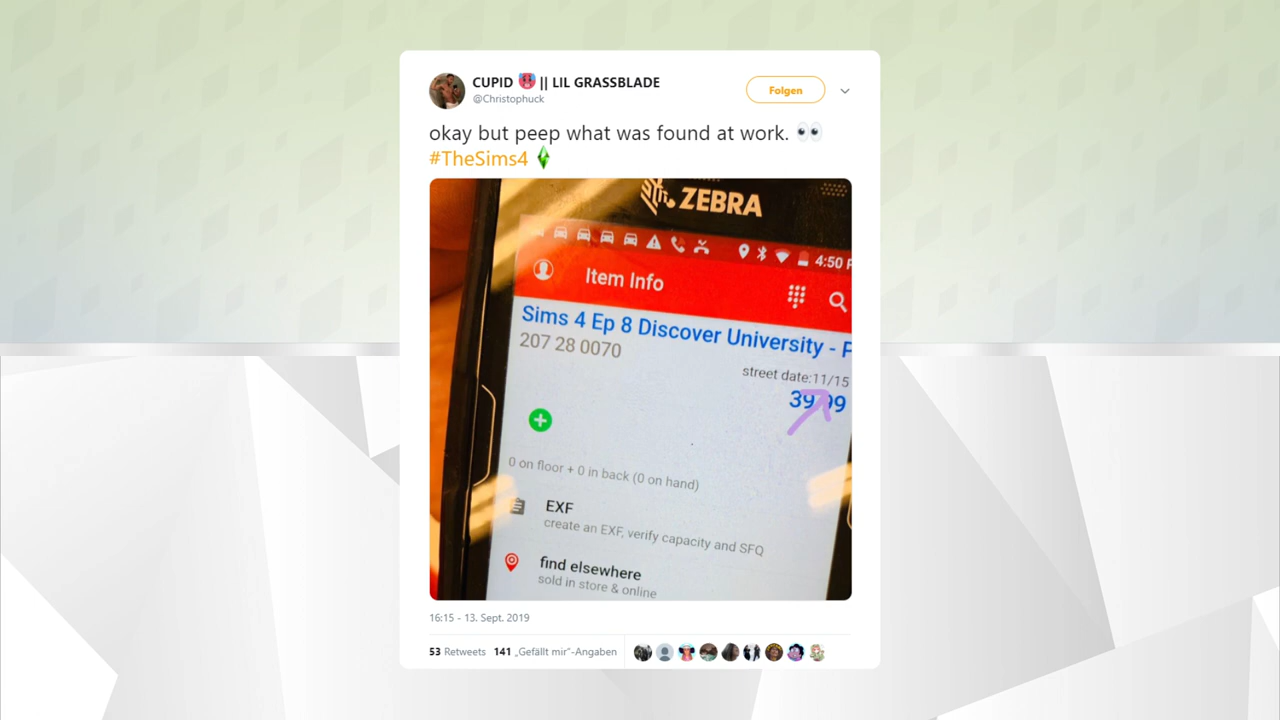 CUPID || LIL GRASSBLADE
@Christophuck
Folgen
okay but peep what was found at work. 👀
#TheSims4
ZEBRA
4:50 P
Item Info
Sims 4 Ep 8 Discover University - P
207 28 0070
street date:11/15
39.99
0 on floor + 0 in back (0 on hand)
EXF
create an EXF, verify capacity and SFQ
find elsewhere
sold in store & online
16:15 - 13. Sept. 2019
53 Retweets 141 „Gefällt mir“-Angaben